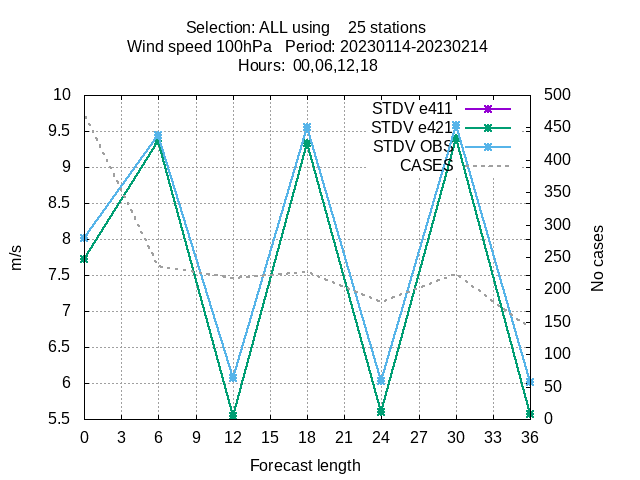 Selection: ALL using    25 stations
Wind speed 100hPa   Period: 20230114-20230214
Hours:  00,06,12,18
STDV e411
STDV e421
STDV OBS
CASES
10
9.5
9
8.5
8
7.5
7
6.5
6
5.5
m/s
500
450
400
350
300
250
200
150
100
50
0
No cases
0 3 6 9 12 15 18 21 24 27 30 33 36
Forecast length